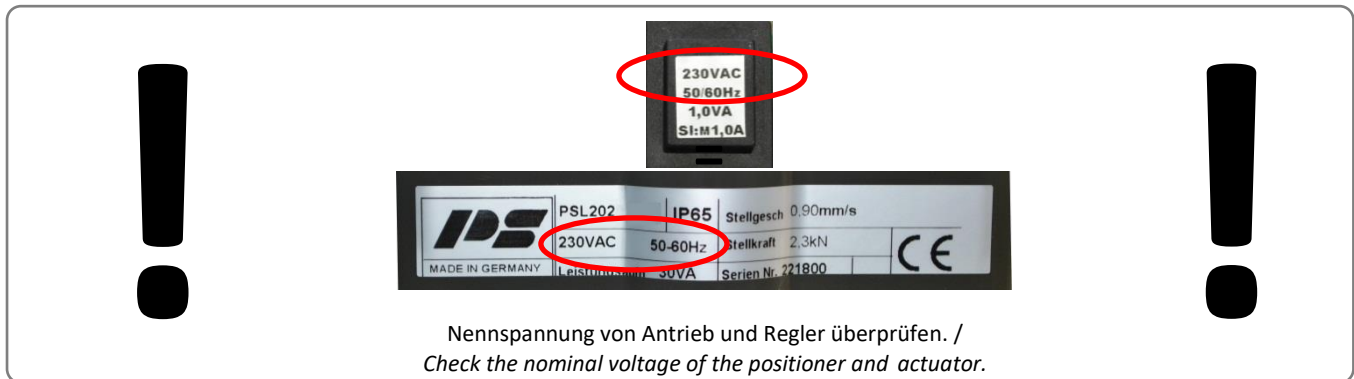 230VAC
50/60Hz
1,0VA
SI:M1,0A
PS
PSL202 IP65 Stellgesch 0,90mm/s
230VAC 50-60Hz Stellkraft 2,3kN
MADE IN GERMANY 30VA Serien Nr. 221800
CE
! !
Nennspannung von Antrieb und Regler überprüfen. /
Check the nominal voltage of the positioner and actuator.